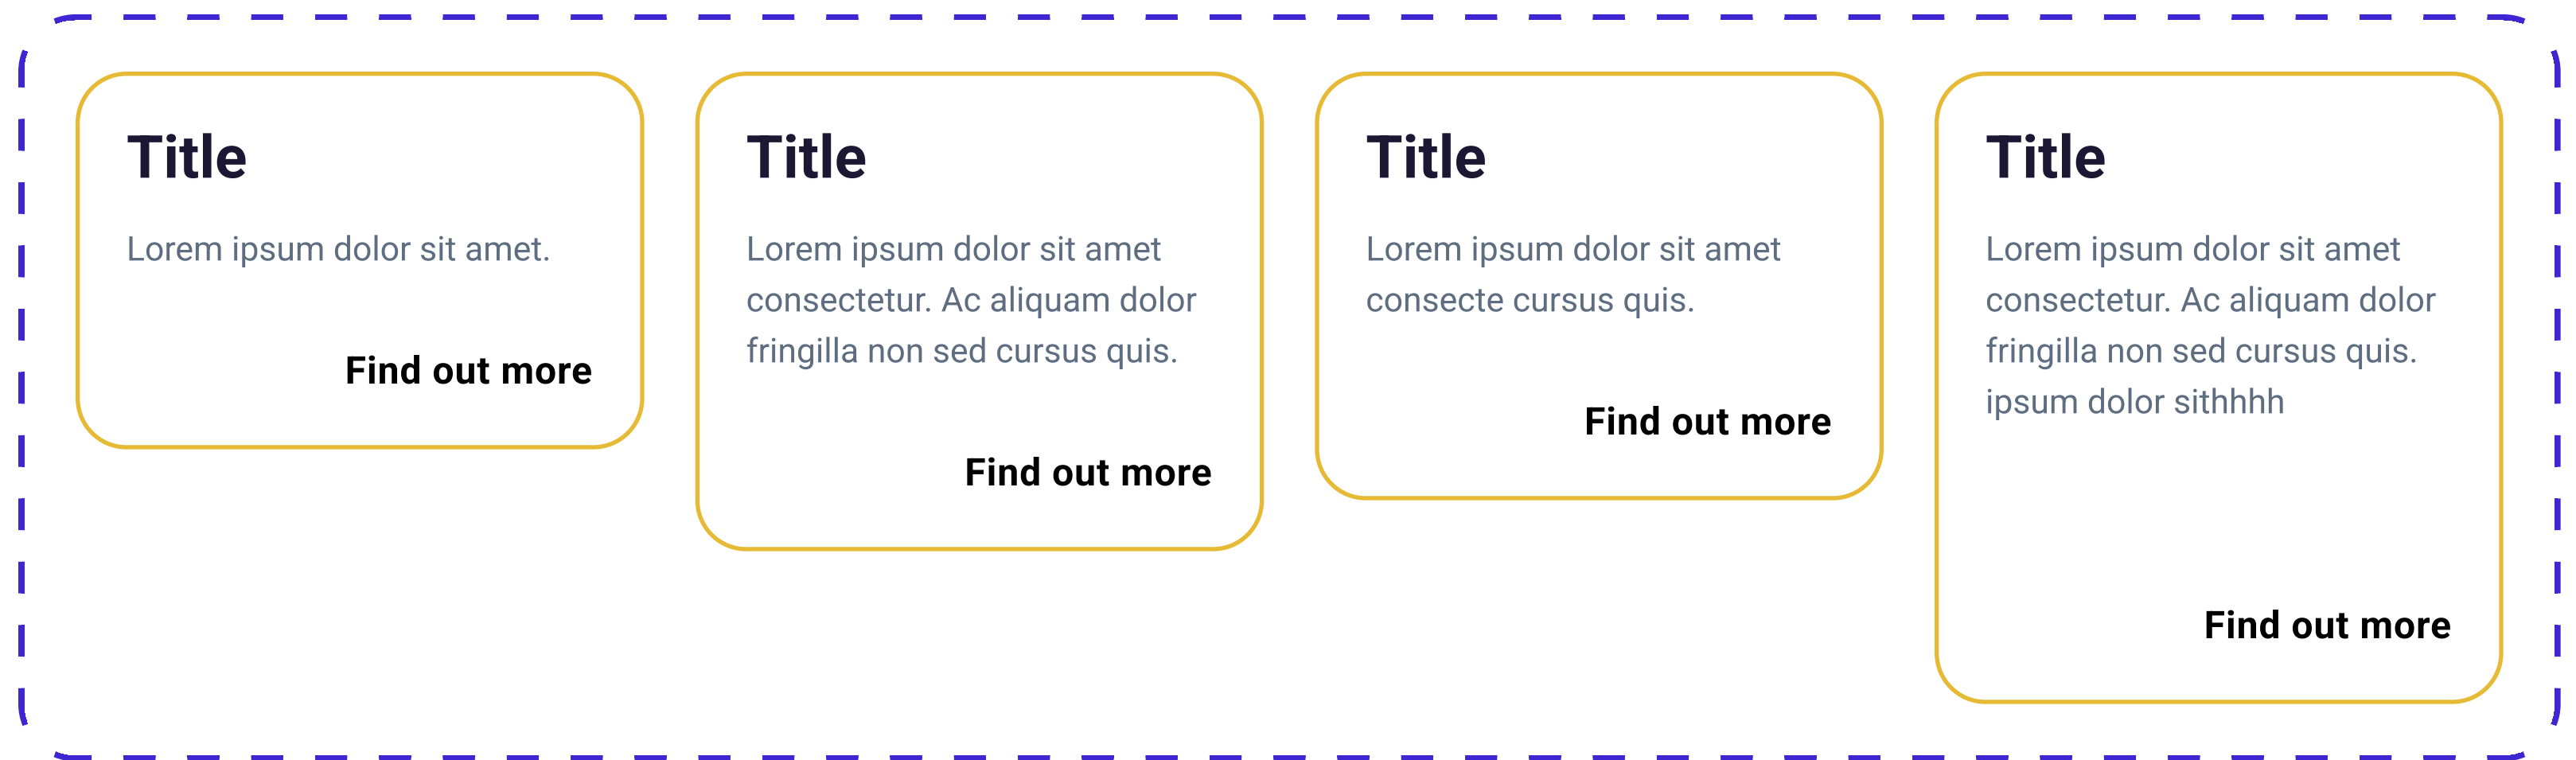 Title
Lorem ipsum dolor sit amet.
Find out more
Title
Lorem ipsum dolor sit amet
consectetur. Ac aliquam dolor
fringilla non sed cursus quis.
Find out more
Title
Lorem ipsum dolor sit amet
consecte cursus quis.
Find out more
Title
Lorem ipsum dolor sit amet
consectetur. Ac aliquam dolor
fringilla non sed cursus quis.
ipsum dolor sithhhh
Find out more